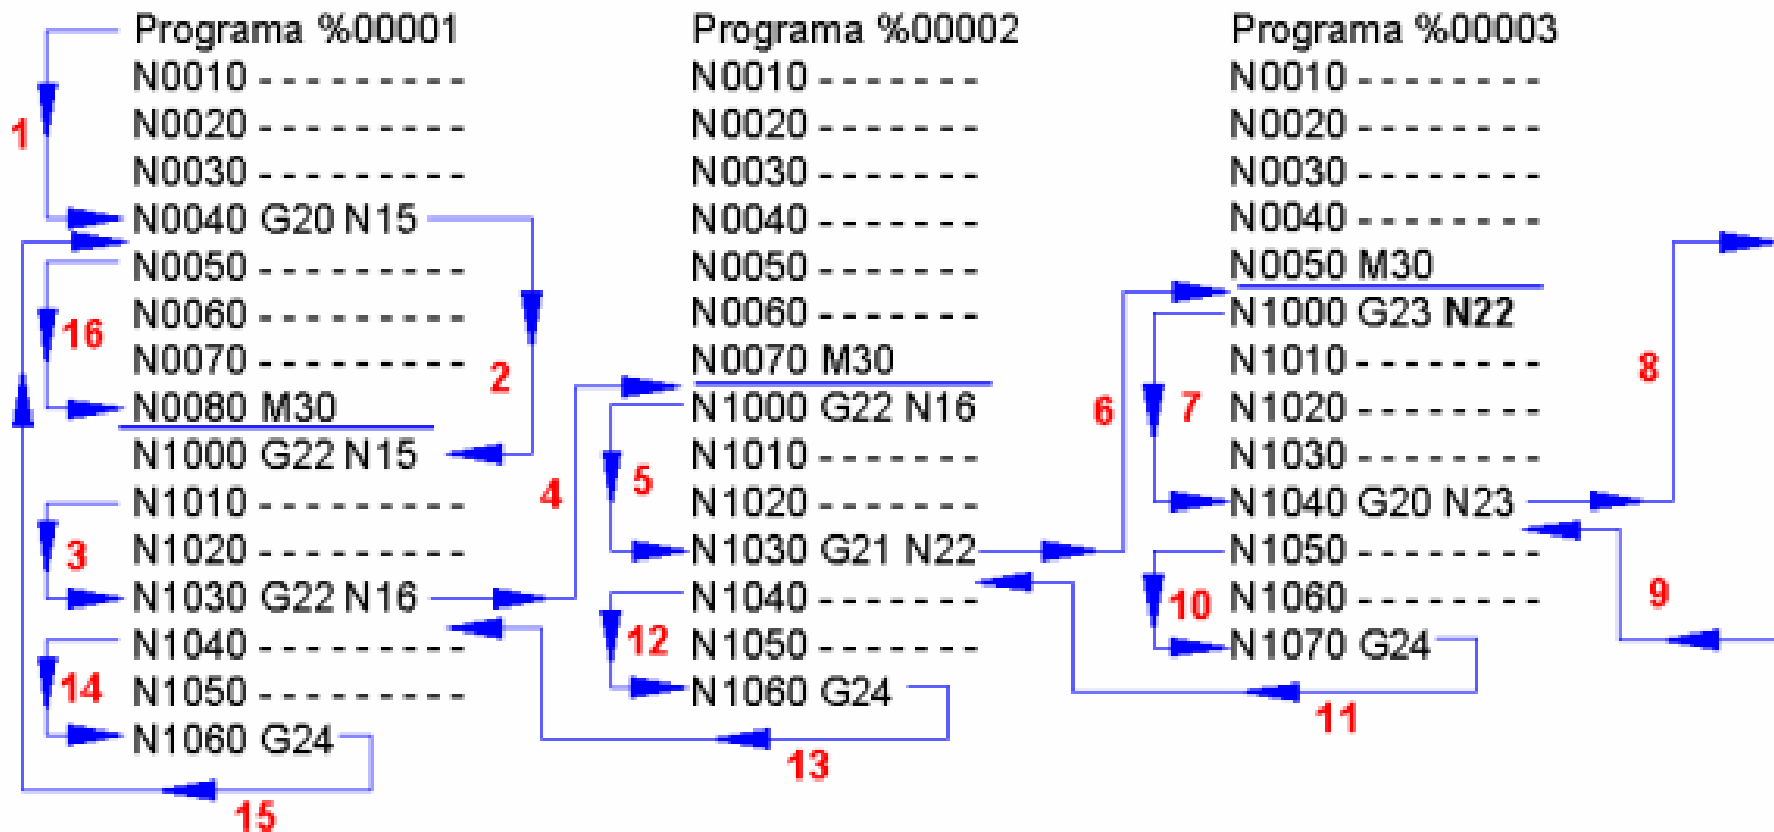 Programa %00001
N0010 - - - - - - - - -
N0020 - - - - - - - - -
N0030 - - - - - - - - -
N0040 G20 N15
N0050 - - - - - - - - -
N0060 - - - - - - - - -
N0070 - - - - - - - - -
N0080 M30
N1000 G22 N15
N1010 - - - - - - - - -
N1020 - - - - - - - - -
N1030 G22 N16
N1040 - - - - - - - - -
N1050 - - - - - - - - -
N1060 G24
1
16
2
3
14
15
Programa %00002
N0010 - - - - - - -
N0020 - - - - - - -
N0030 - - - - - - -
N0040 - - - - - - -
N0050 - - - - - - -
N0060 - - - - - - -
N0070 M30
N1000 G22 N16
N1010 - - - - - - -
N1020 - - - - - - -
N1030 G21 N22
N1040 - - - - - - -
N1050 - - - - - - -
N1060 G24
4
5
12
13
Programa %00003
N0010 - - - - - - - -
N0020 - - - - - - - -
N0030 - - - - - - - -
N0040 - - - - - - - -
N0050 M30
N1000 G23 N22
N1010 - - - - - - - -
N1020 - - - - - - - -
N1030 - - - - - - - -
N1040 G20 N23
N1050 - - - - - - - -
N1060 - - - - - - - -
N1070 G24
6
7
8
9
10
11